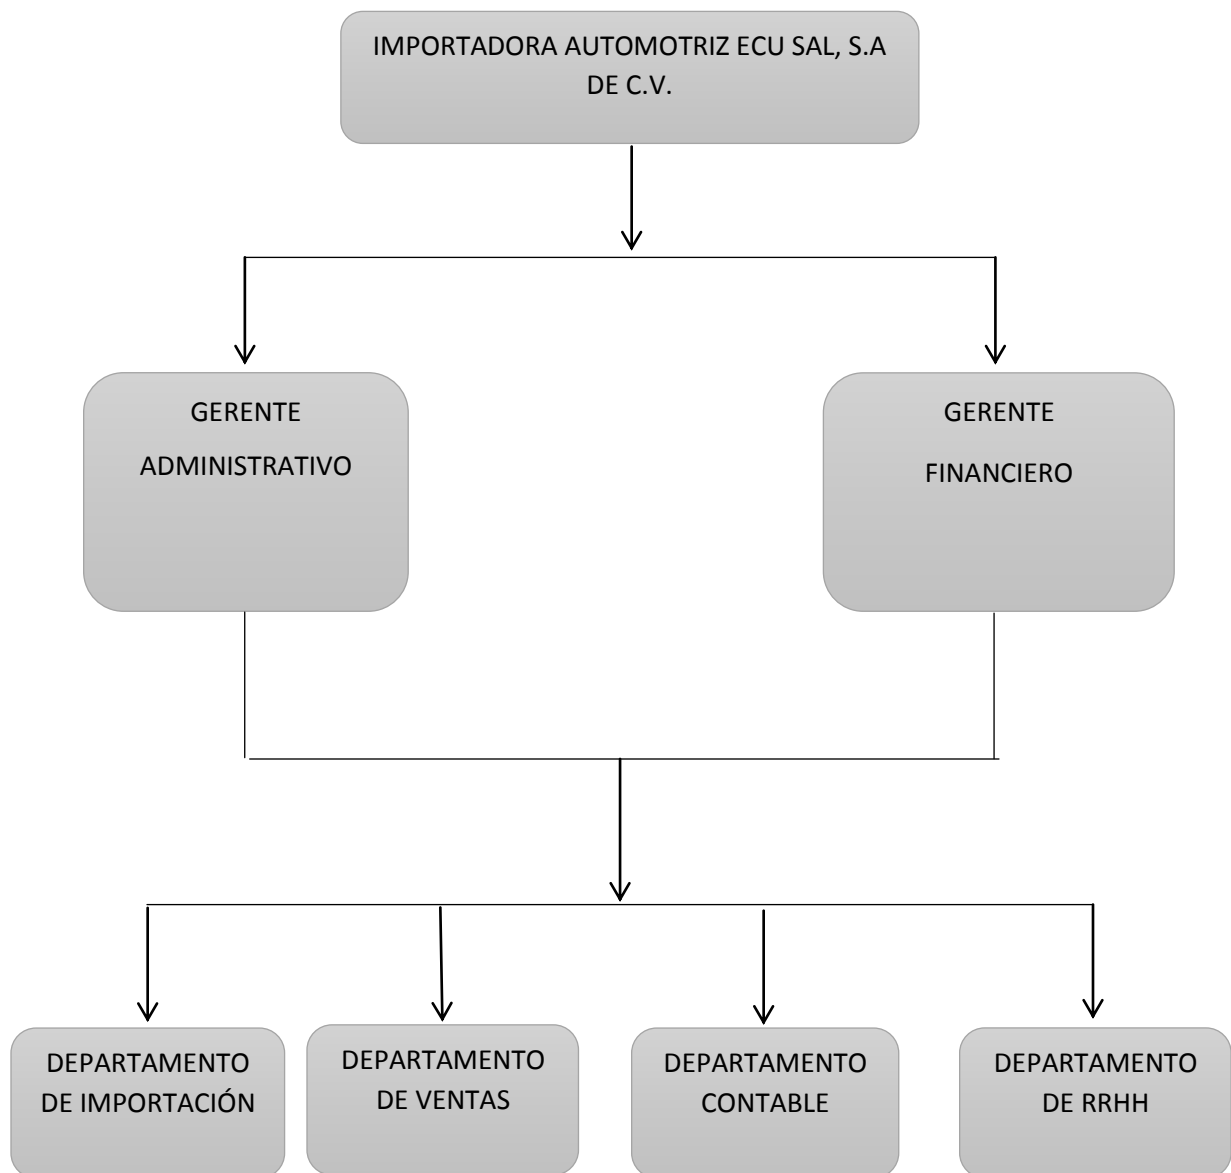 IMPORTADORA AUTOMOTRIZ ECU SAL, S.A
DE C.V.
GERENTE
ADMINISTRATIVO
GERENTE
FINANCIERO
DEPARTAMENTO
DE IMPORTACIÓN
DEPARTAMENTO
DE VENTAS
DEPARTAMENTO
CONTABLE
DEPARTAMENTO
DE RRHH